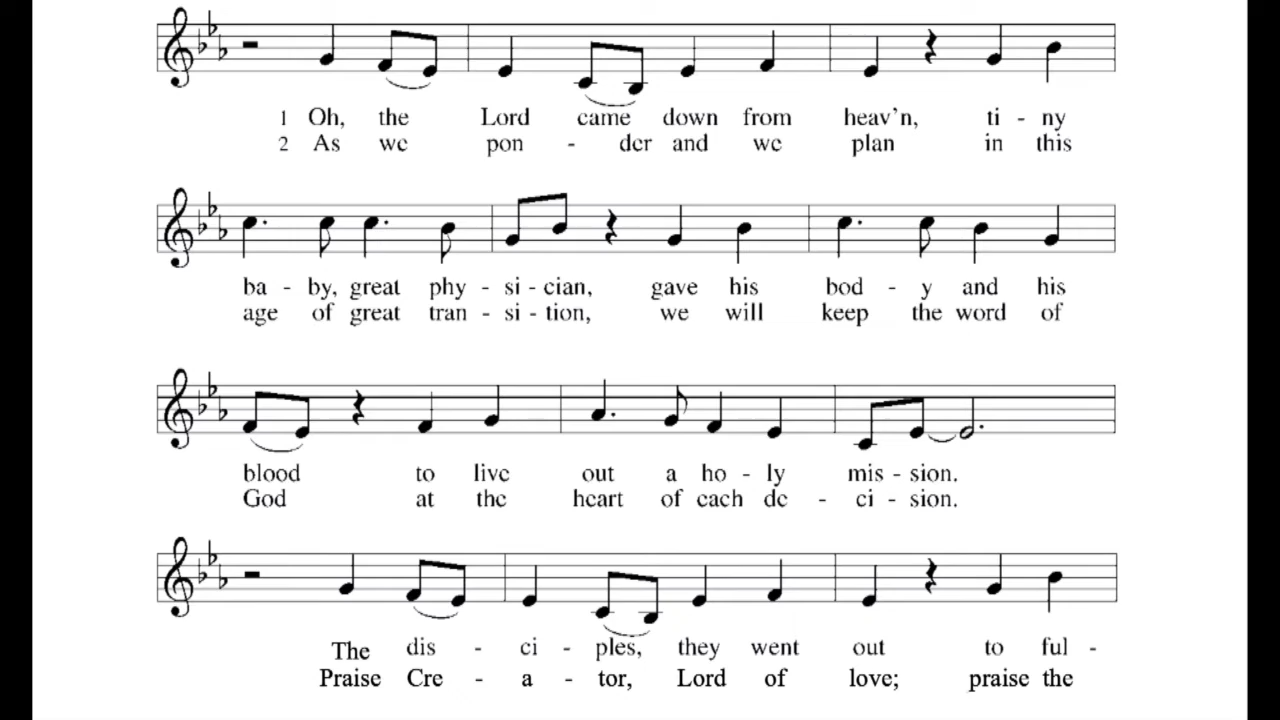 1 Oh, the Lord came down from heav'n, ti - ny
2 As we pon - der and we plan in this
ba - by, great phy - si - cian, gave his bod - y and his
age of great tran - si - tion, we will keep the word of
blood to live out a ho - ly mis - sion.
God at the heart of each de - ci - sion.
The dis - ci - ples, they went out to ful -
Praise Cre - a - tor, Lord of love; praise the